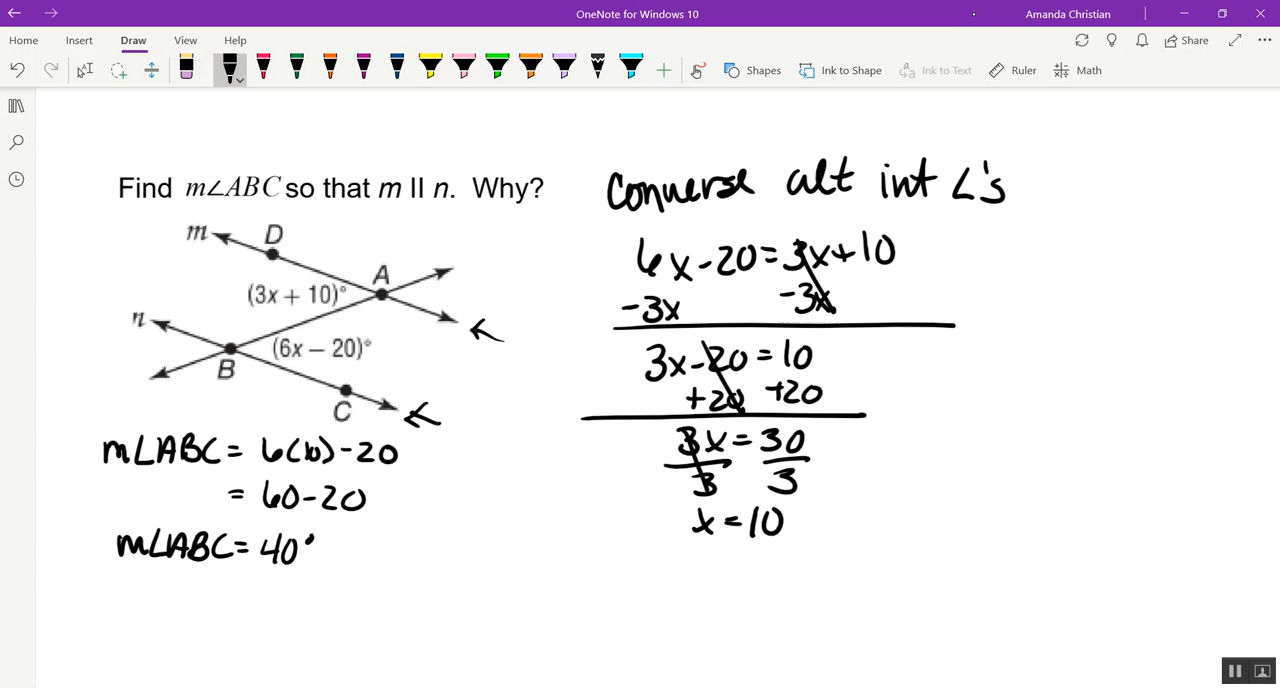 OneNote for Windows 10
Amanda Christian
Home Insert Draw View Help
Share
Shapes Ink to Shape Ink to Text Ruler Math
Find m∠ABC so that m ll n. Why?
Converse alt int ∠'s
m D
A
(3x + 10)°
n
(6x – 20)°
B
C
6x-20=3x+10
-3x -3x
3x-20=10
+20 +20
3x=30
3 3
x=10
m∠ABC= 6(10)-20
= 60-20
m∠ABC= 40°